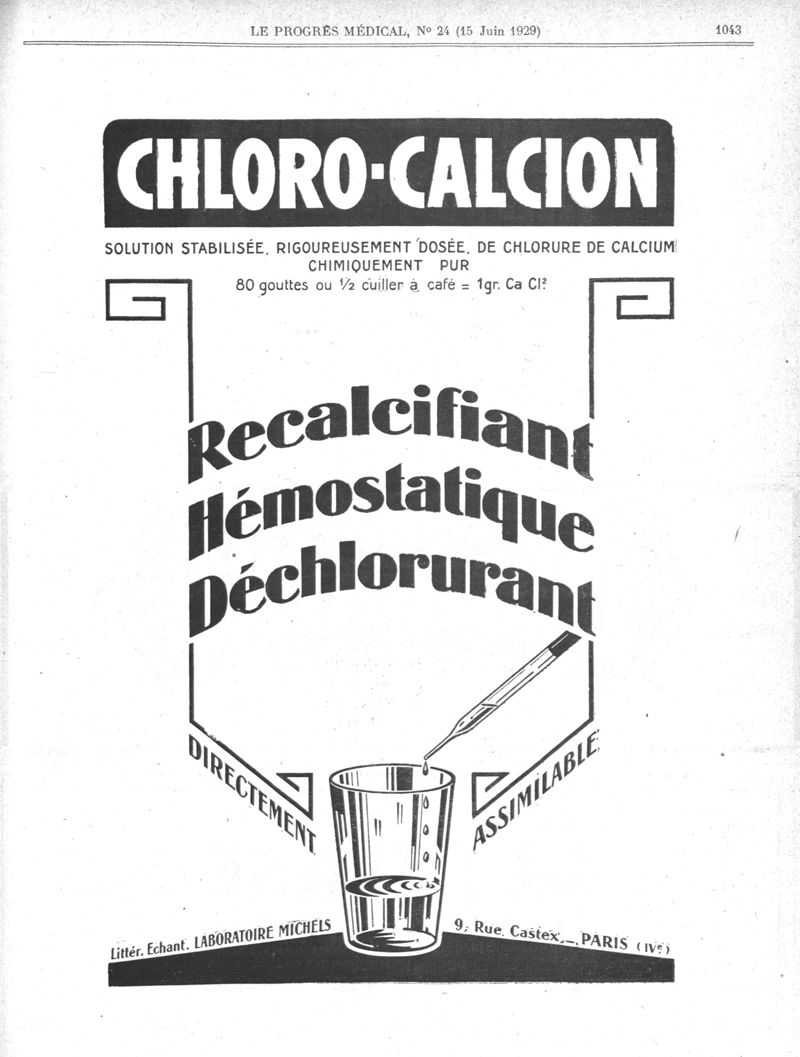 LE PROGRÈS MÉDICAL, Nº 24 (15 Juin 1929) 1043
CHLORO-CALCION
SOLUTION STABILISÉE, RIGOUREUSEMENT DOSÉE, DE CHLORURE DE CALCIUM
CHIMIQUEMENT PUR
80 gouttes ou ½ cuiller à café = 1gr. Ca Cl²
Recalcifiant
Hémostatique
Déchlorurant
DIRECTEMENT ASSIMILABLE
Littér. Echant. LABORATOIRE MICHELS 9, Rue Castex _ PARIS (IVe)